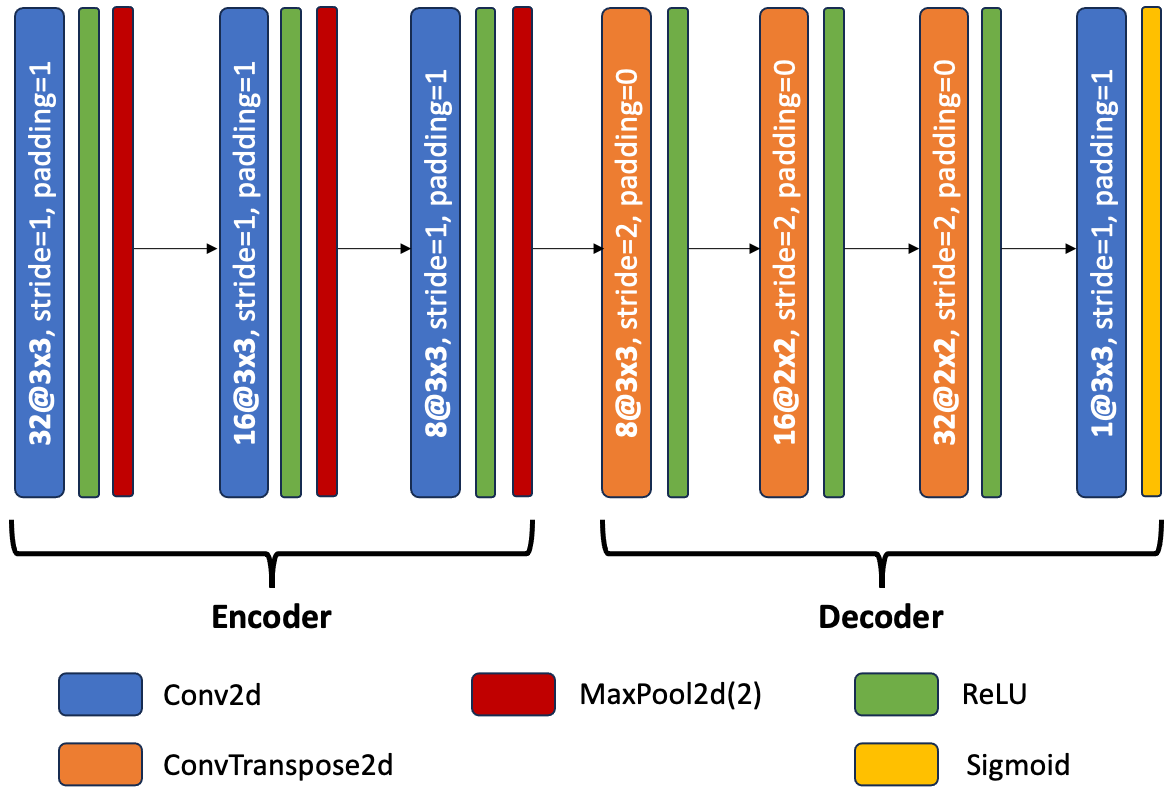 32@3x3, stride=1, padding=1
16@3x3, stride=1, padding=1
8@3x3, stride=1, padding=1
8@3x3, stride=2, padding=0
16@2x2, stride=2, padding=0
32@2x2, stride=2, padding=0
1@3x3, stride=1, padding=1
Encoder
Decoder
Conv2d
MaxPool2d(2)
ReLU
ConvTranspose2d
Sigmoid